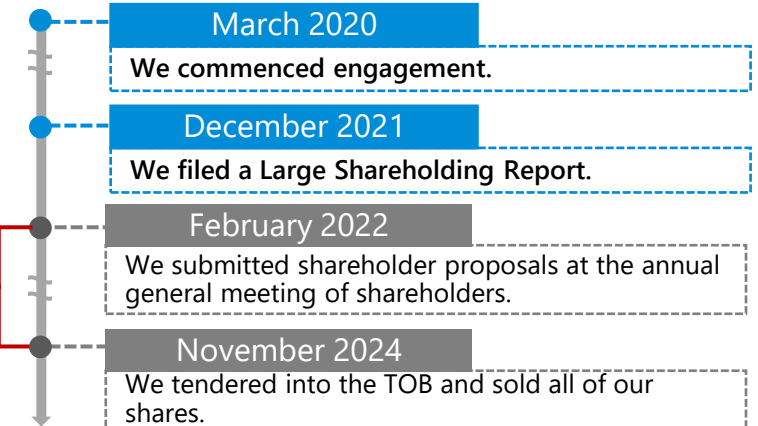 March 2020
We commenced engagement.
December 2021
We filed a Large Shareholding Report.
February 2022
We submitted shareholder proposals at the annual
general meeting of shareholders.
November 2024
We tendered into the TOB and sold all of our
shares.